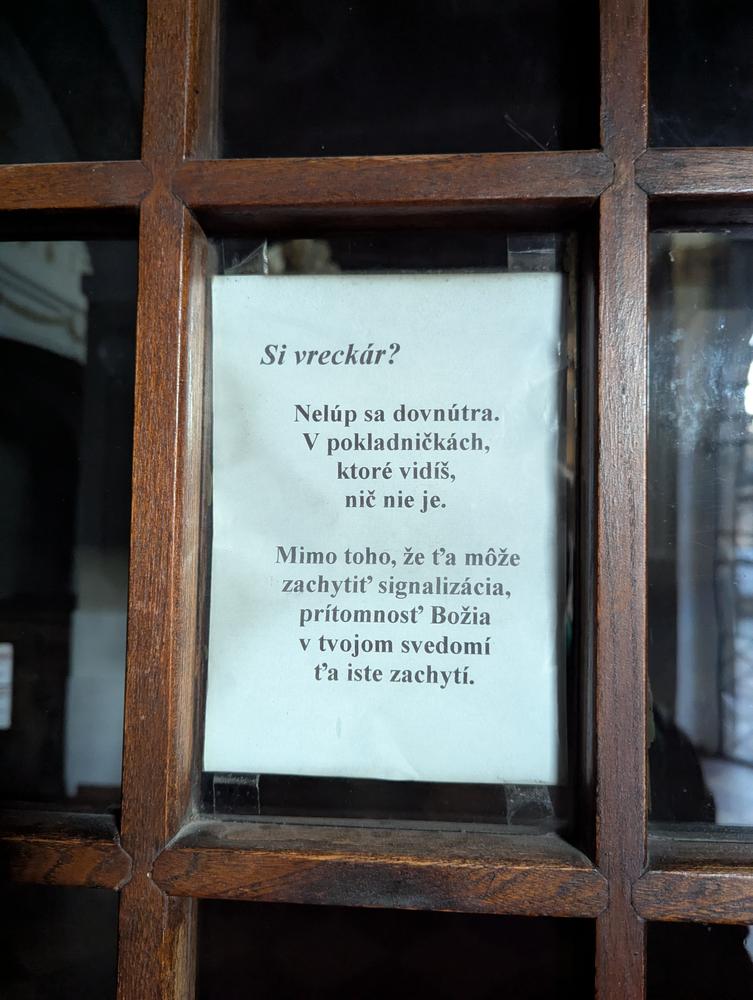 Si vreckár?
Nelúp sa dovnútra.
V pokladničkách,
ktoré vidíš,
nič nie je.
Mimo toho, že ťa môže
zachytiť signalizácia,
prítomnosť Božia
v tvojom svedomí
ťa iste zachytí.